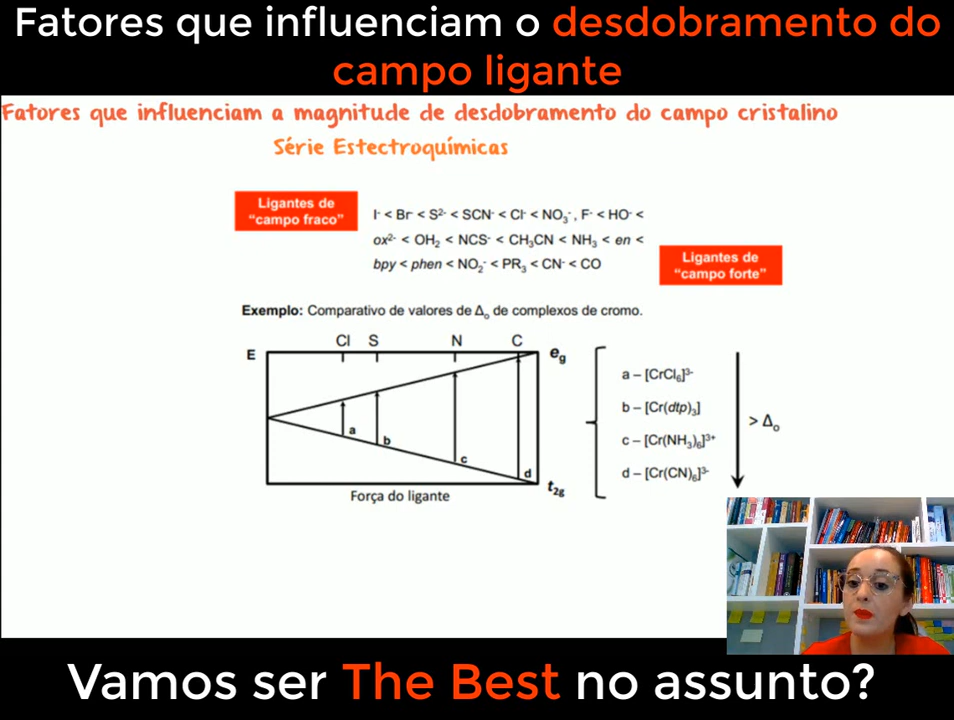 Fatores que influenciam o desdobramento do
campo ligante
Fatores que influenciam a magnitude de desdobramento do campo cristalino
Série Estectroquímicas
Ligantes de
“campo fraco”
I⁻ < Br⁻ < S²⁻ < SCN⁻ < Cl⁻ < NO₃⁻, F⁻ < HO⁻ <
ox²⁻ < OH₂ < NCS⁻ < CH₃CN < NH₃ < en <
bpy < phen < NO₂⁻ < PR₃ < CN⁻ < CO
Ligantes de
“campo forte”
Exemplo: Comparativo de valores de Δₒ de complexos de cromo.
Cl S N C
E
e_g
a
b
c
d
t₂g
Força do ligante
a – [CrCl₆]³⁻
b – [Cr(dtp)₃]
c – [Cr(NH₃)₆]³⁺
d – [Cr(CN)₆]³⁻
> Δₒ
Vamos ser The Best no assunto?